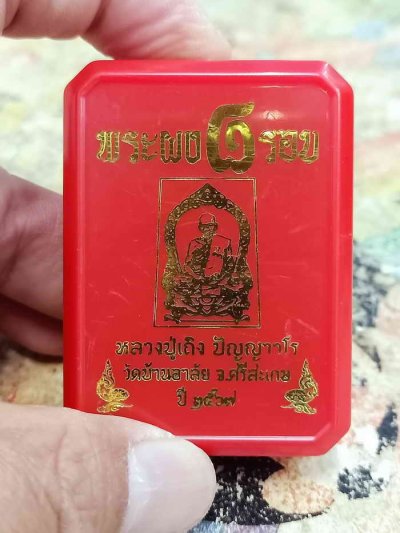 พระผง ๘ รอบ
หลวงปู่เถิง ปัญญาวโร
วัดบ้านอาลัย จ.ศรีสะเกษ
ปี ๒๕๖๗